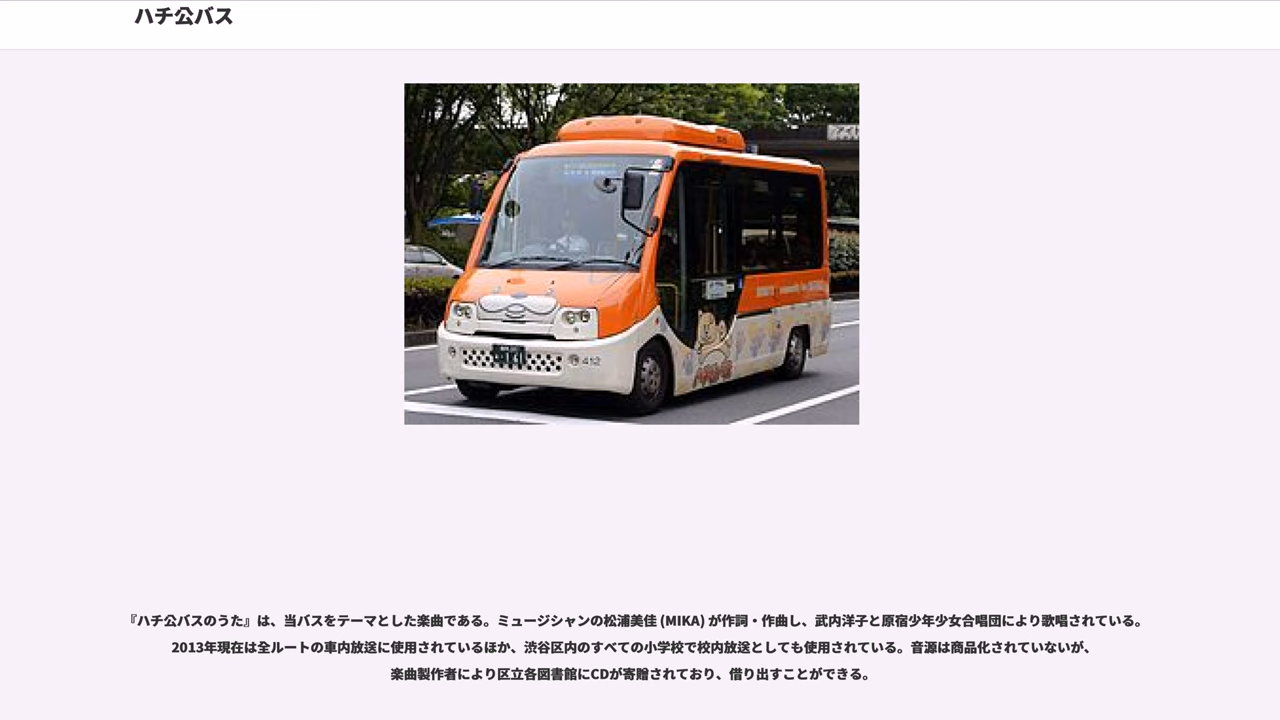 ハチ公バス
412
『ハチ公バスのうた』は、当バスをテーマとした楽曲である。ミュージシャンの松浦美佳 (MIKA) が作詞・作曲し、武内洋子と原宿少年少女合唱団により歌唱されている。
2013年現在は全ルートの車内放送に使用されているほか、渋谷区内のすべての小学校で校内放送としても使用されている。音源は商品化されていないが、
楽曲製作者により区立各図書館にCDが寄贈されており、借り出すことができる。